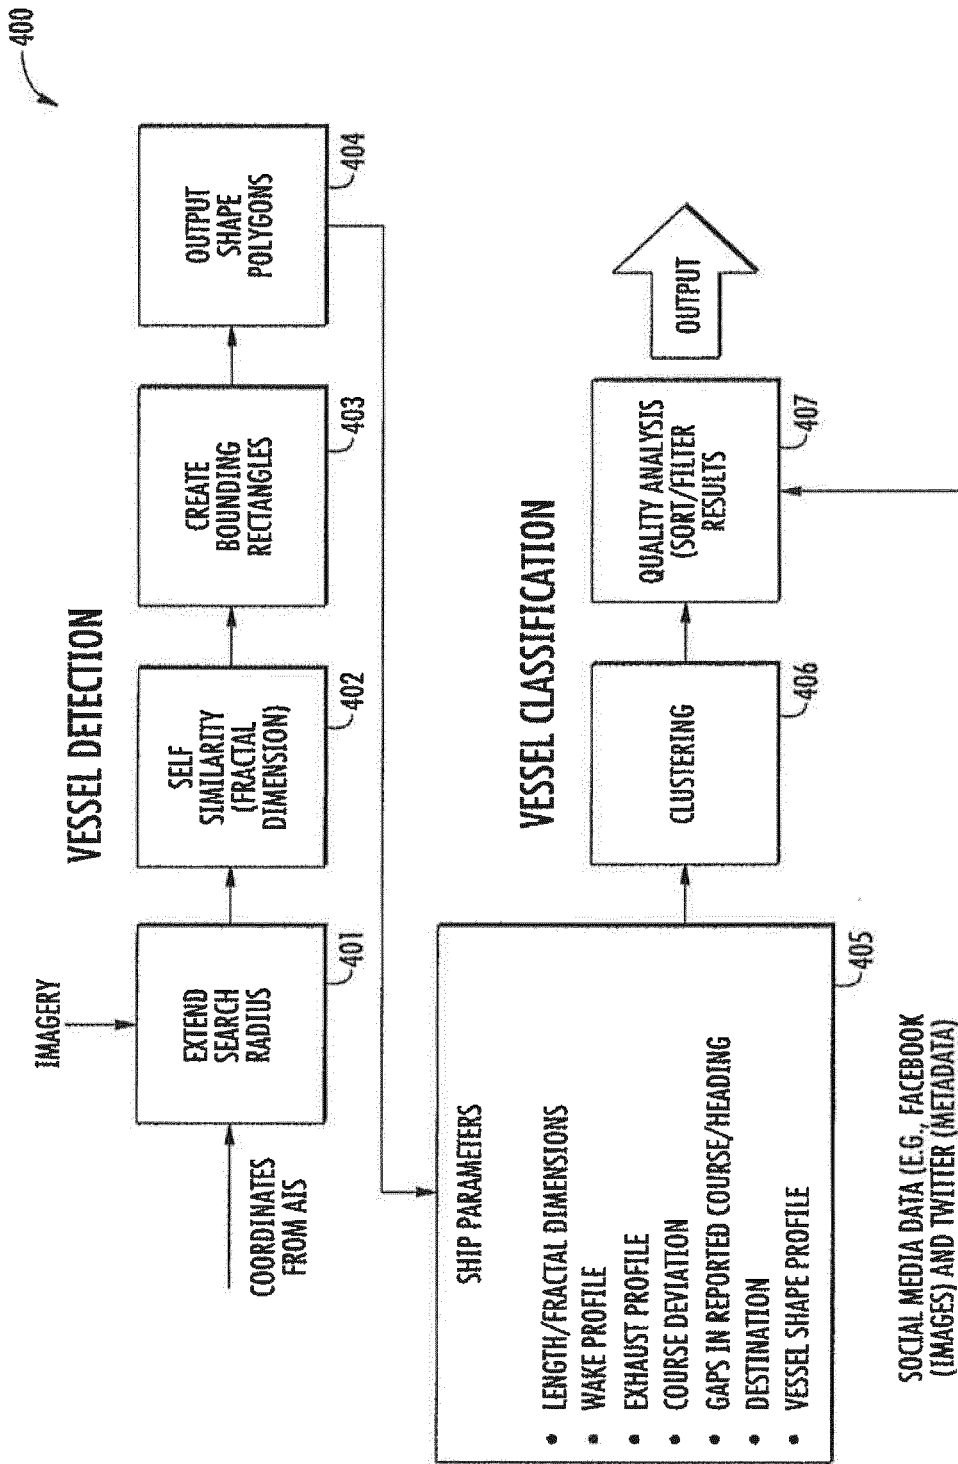 400
VESSEL DETECTION
IMAGERY
COORDINATES
FROM AIS
EXTEND
SEARCH
RADIUS
401
SELF
SIMILARITY
(FRACTAL
DIMENSION)
402
CREATE
BOUNDING
RECTANGLES
403
OUTPUT
SHAPE
POLYGONS
404
VESSEL CLASSIFICATION
SHIP PARAMETERS
• LENGTH/FRACTAL DIMENSIONS
• WAKE PROFILE
• EXHAUST PROFILE
• COURSE DEVIATION
• GAPS IN REPORTED COURSE/HEADING
• DESTINATION
• VESSEL SHAPE PROFILE
405
CLUSTERING
406
QUALITY ANALYSIS
(SORT/FILTER
RESULTS
407
OUTPUT
SOCIAL MEDIA DATA (E.G., FACEBOOK
(IMAGES) AND TWITTER (METADATA)